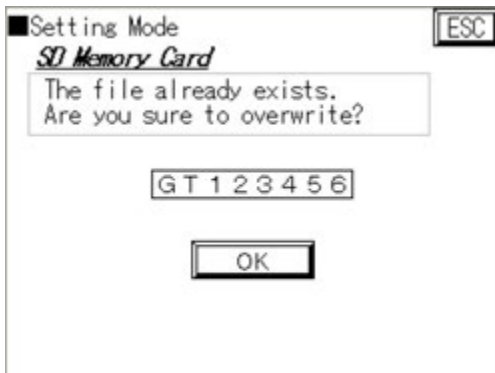 ■Setting Mode
ESC
SD Memory Card
The file already exists.
Are you sure to overwrite?
GT123456
OK